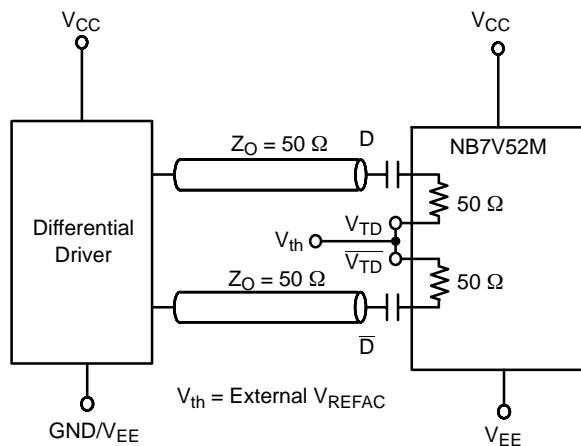 VCC
VCC
ZO = 50 Ω
D
NB7V52M
50 Ω
Differential
Driver
Vth
VTD
V̅T̅D̅
ZO = 50 Ω
50 Ω
D̅
Vth = External VREFAC
GND/VEE
VEE